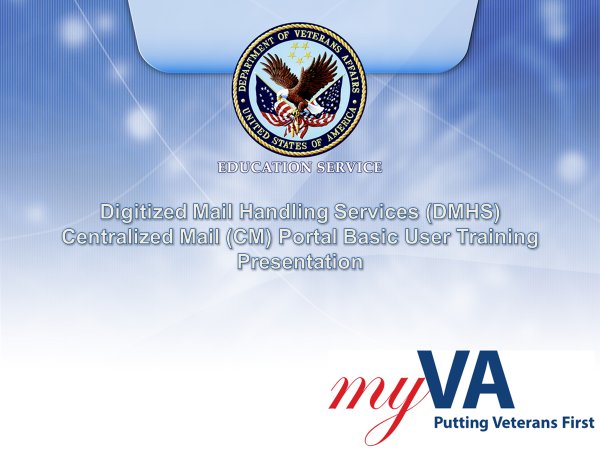 DEPARTMENT OF VETERANS AFFAIRS
UNITED STATES OF AMERICA
EDUCATION SERVICE
Digitized Mail Handling Services (DMHS)
Centralized Mail (CM) Portal Basic User Training
Presentation
myVA
Putting Veterans First